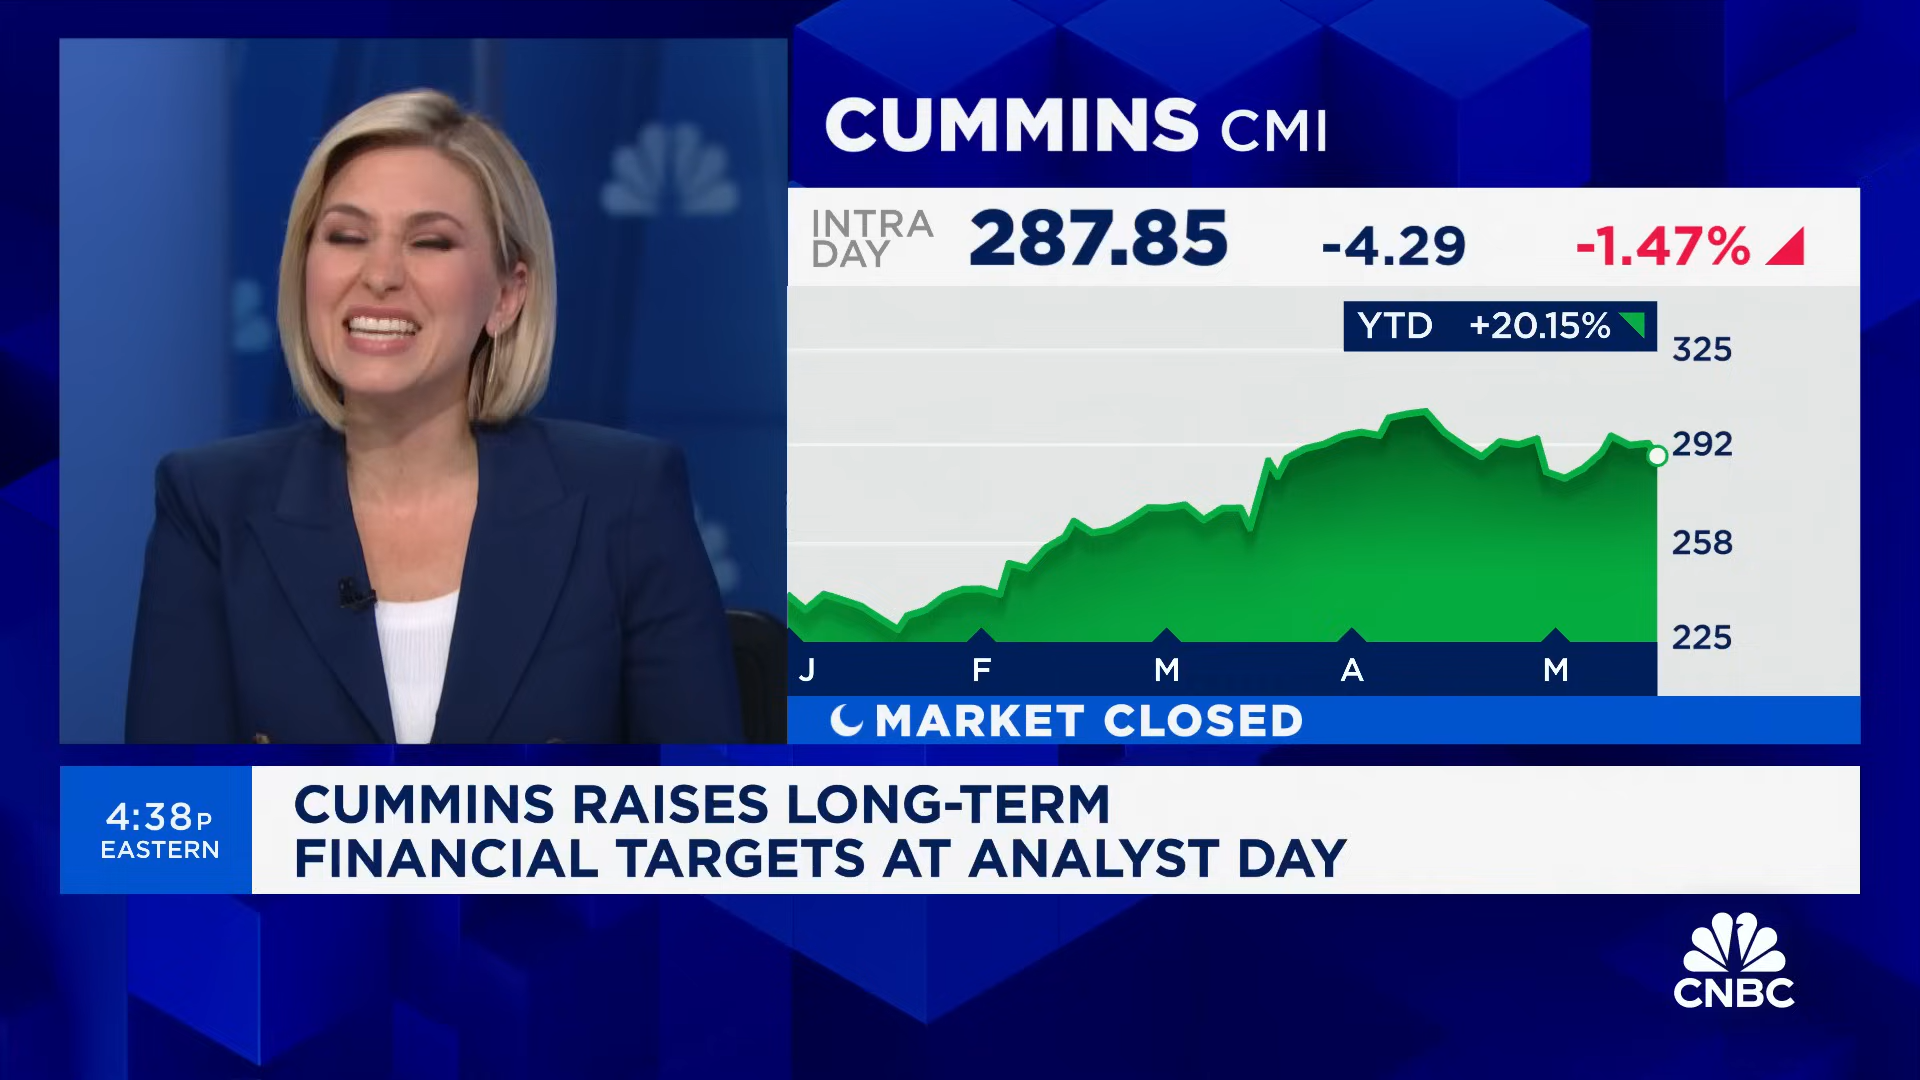 CUMMINS CMI
INTRA
DAY
287.85 -4.29 -1.47%
YTD +20.15%
325
292
258
225
J F M A M
MARKET CLOSED
4:38P
EASTERN
CUMMINS RAISES LONG-TERM
FINANCIAL TARGETS AT ANALYST DAY
CNBC